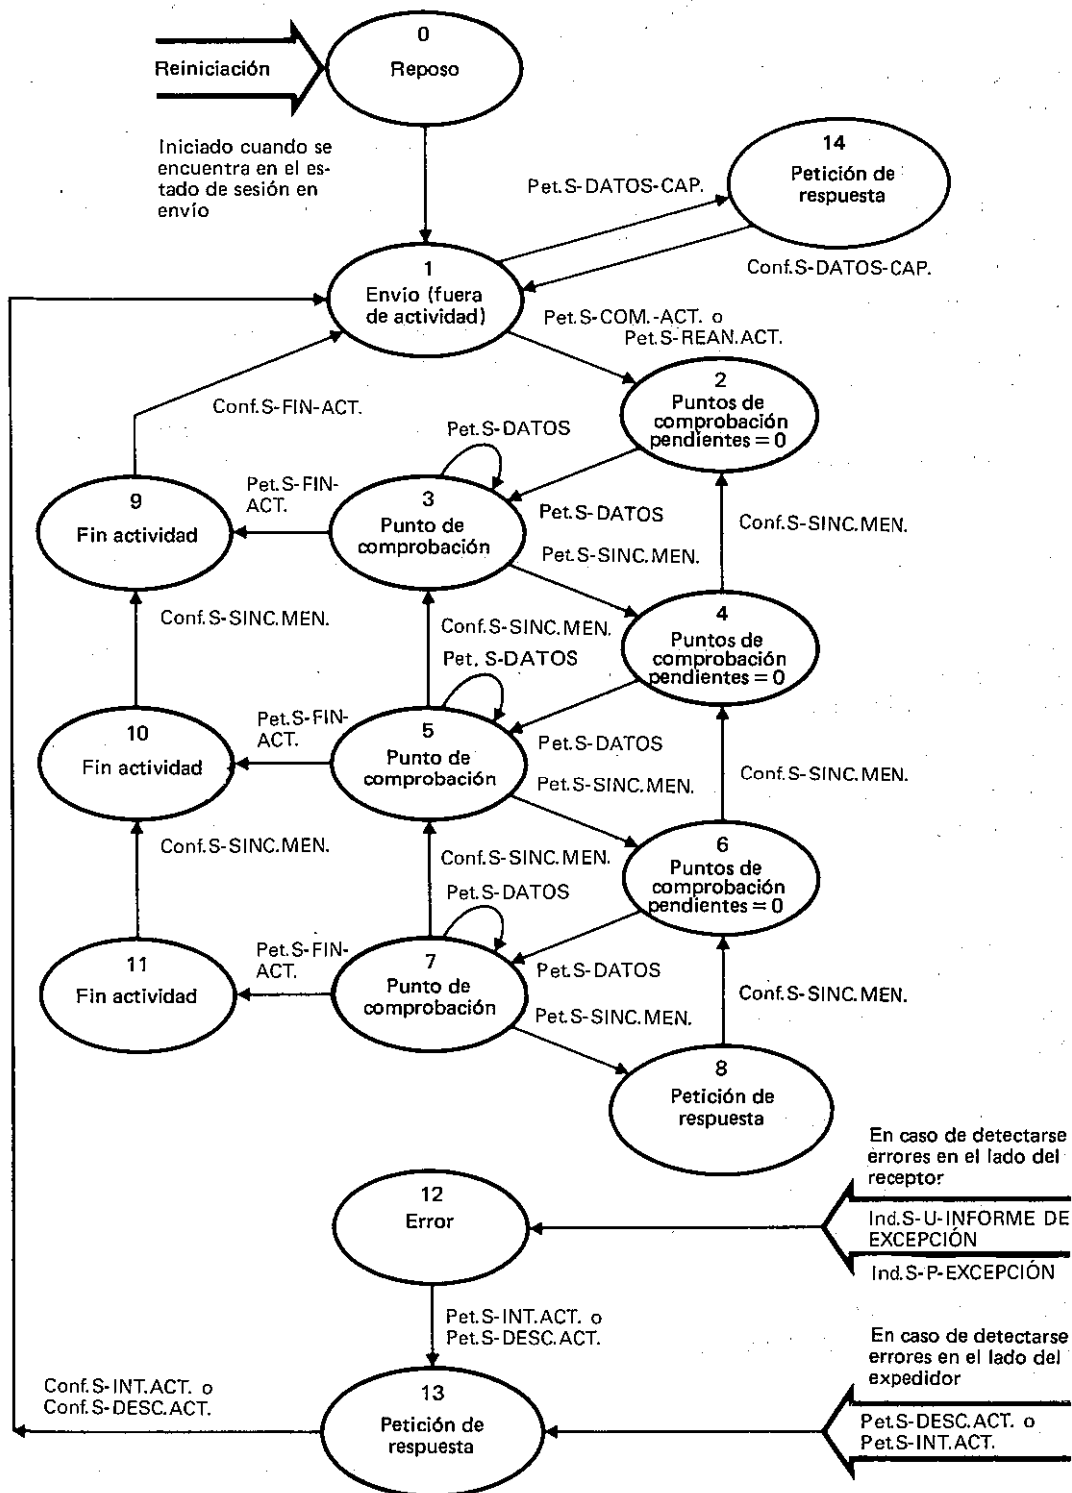 0
Reposo
Reiniciación
Iniciado cuando se
encuentra en el es-
tado de sesión en
envío
14
Petición de
respuesta
Pet.S-DATOS-CAP.
Conf.S-DATOS-CAP.
1
Envío (fuera
de actividad)
Pet.S-COM.-ACT. o
Pet.S-REAN.ACT.
2
Puntos de
comprobación
pendientes = 0
Conf.S-FIN-ACT.
Pet.S-DATOS
9
Fin actividad
Pet.S-FIN-
ACT.
3
Punto de
comprobación
Pet.S-DATOS
Conf.S-SINC.MEN.
Pet.S-SINC.MEN.
4
Puntos de
comprobación
pendientes = 0
Conf.S-SINC.MEN.
Conf.S-SINC.MEN.
Pet. S-DATOS
10
Fin actividad
Pet.S-FIN-
ACT.
5
Punto de
comprobación
Pet.S-DATOS
Pet.S-SINC.MEN.
Conf.S-SINC.MEN.
6
Puntos de
comprobación
pendientes = 0
Conf.S-SINC.MEN.
Conf.S-SINC.MEN.
Pet.S-DATOS
11
Fin actividad
Pet.S-FIN-
ACT.
7
Punto de
comprobación
Pet.S-DATOS
Pet.S-SINC.MEN.
Conf.S-SINC.MEN.
8
Petición de
respuesta
En caso de detectarse
errores en el lado del
receptor
Ind.S-U-INFORME DE
EXCEPCIÓN
Ind.S-P-EXCEPCIÓN
12
Error
Pet.S-INT.ACT. o
Pet.S-DESC.ACT.
En caso de detectarse
errores en el lado del
expedidor
Pet.S-DESC.ACT. o
Pet.S-INT.ACT.
13
Petición de
respuesta
Conf.S-INT.ACT. o
Conf.S-DESC.ACT.